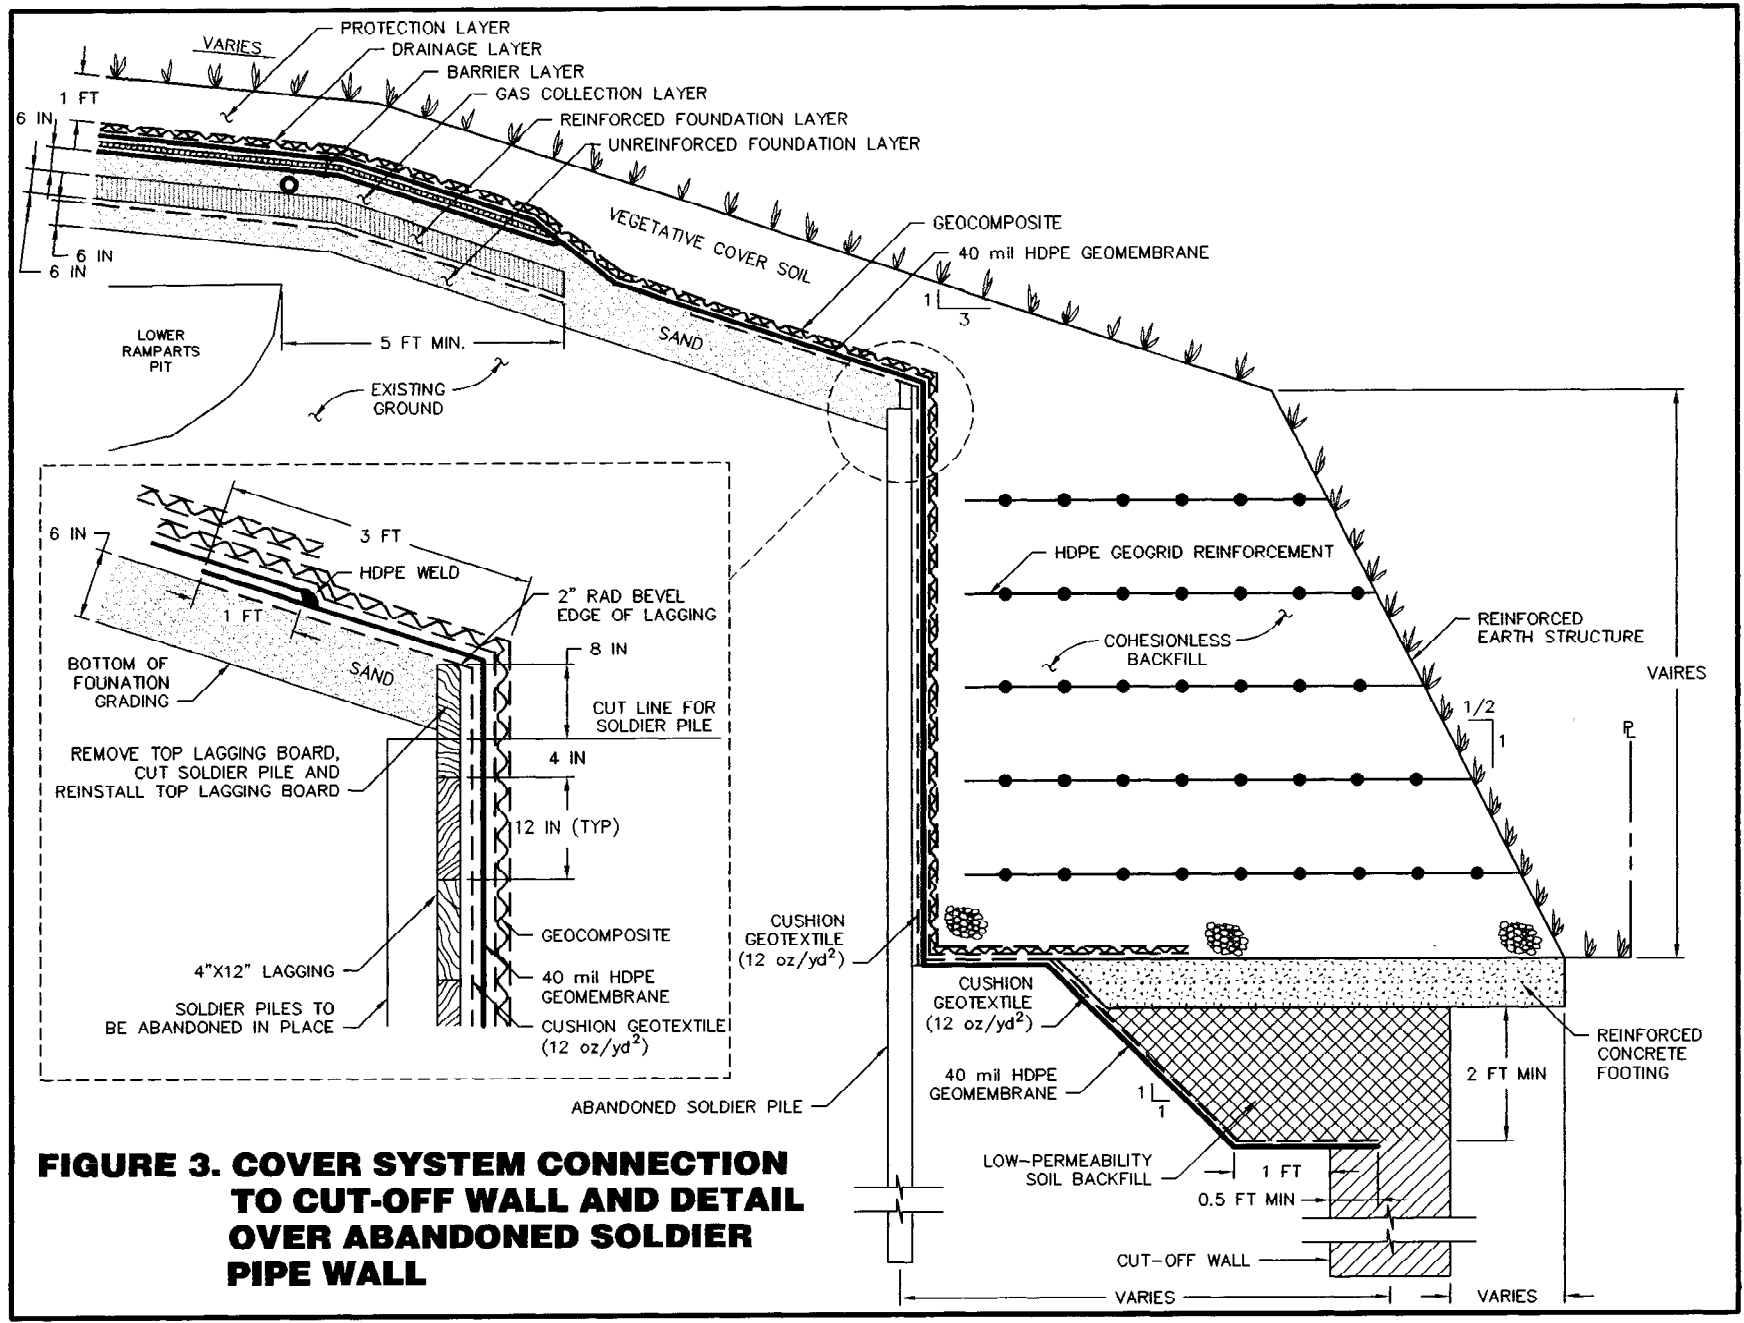 PROTECTION LAYER
VARIES
DRAINAGE LAYER
BARRIER LAYER
GAS COLLECTION LAYER
1 FT
6 IN
REINFORCED FOUNDATION LAYER
UNREINFORCED FOUNDATION LAYER
VEGETATIVE COVER SOIL
GEOCOMPOSITE
40 mil HDPE GEOMEMBRANE
6 IN
6 IN
1
3
LOWER
RAMPARTS
PIT
5 FT MIN.
SAND
EXISTING
GROUND
6 IN
3 FT
HDPE WELD
1 FT
2" RAD BEVEL
EDGE OF LAGGING
8 IN
BOTTOM OF
FOUNATION
GRADING
SAND
CUT LINE FOR
SOLDIER PILE
REMOVE TOP LAGGING BOARD,
CUT SOLDIER PILE AND
REINSTALL TOP LAGGING BOARD
4 IN
12 IN (TYP)
GEOCOMPOSITE
4"X12" LAGGING
40 mil HDPE
GEOMEMBRANE
SOLDIER PILES TO
BE ABANDONED IN PLACE
CUSHION GEOTEXTILE
(12 oz/yd²)
HDPE GEOGRID REINFORCEMENT
COHESIONLESS
BACKFILL
REINFORCED
EARTH STRUCTURE
VAIRES
1/2
1
PL
CUSHION
GEOTEXTILE
(12 oz/yd²)
CUSHION
GEOTEXTILE
(12 oz/yd²)
REINFORCED
CONCRETE
FOOTING
40 mil HDPE
GEOMEMBRANE
2 FT MIN
1
1
ABANDONED SOLDIER PILE
LOW-PERMEABILITY
SOIL BACKFILL
1 FT
0.5 FT MIN
CUT-OFF WALL
VARIES
VARIES
FIGURE 3. COVER SYSTEM CONNECTION
TO CUT-OFF WALL AND DETAIL
OVER ABANDONED SOLDIER
PIPE WALL